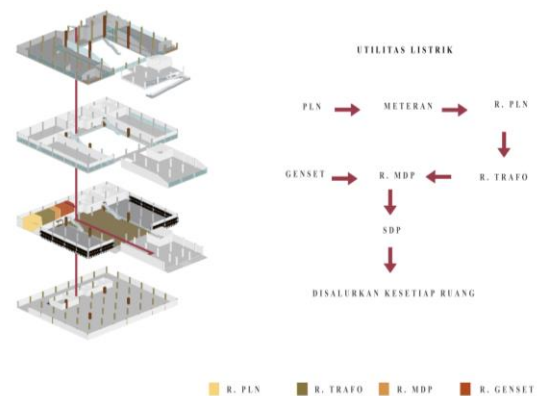 UTILITAS LISTRIK
PLN METERAN R. PLN
GENSET R. MDP R. TRAFO
SDP
DISALURKAN KESETIAP RUANG
R. PLN R. TRAFO R. MDP R. GENSET